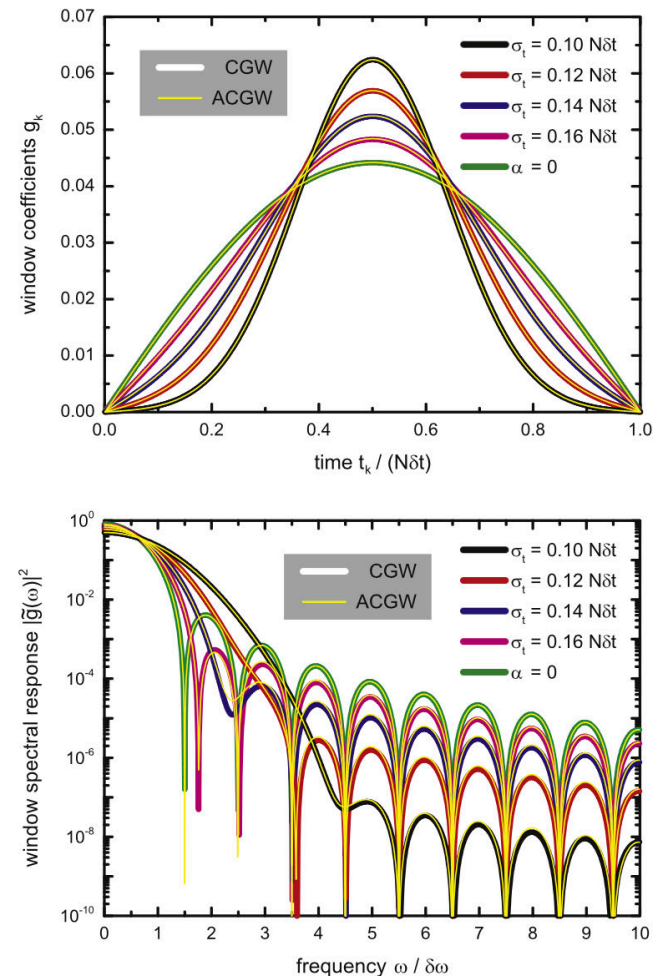 window coefficients gₖ
0.07
0.06
0.05
0.04
0.03
0.02
0.01
0.00
CGW
ACGW
σₜ = 0.10 Nδt
σₜ = 0.12 Nδt
σₜ = 0.14 Nδt
σₜ = 0.16 Nδt
α = 0
0.0 0.2 0.4 0.6 0.8 1.0
time tₖ / (Nδt)
window spectral response |g̃(ω)|²
10⁰
10⁻²
10⁻⁴
10⁻⁶
10⁻⁸
10⁻¹⁰
CGW
ACGW
σₜ = 0.10 Nδt
σₜ = 0.12 Nδt
σₜ = 0.14 Nδt
σₜ = 0.16 Nδt
α = 0
0 1 2 3 4 5 6 7 8 9 10
frequency ω / δω